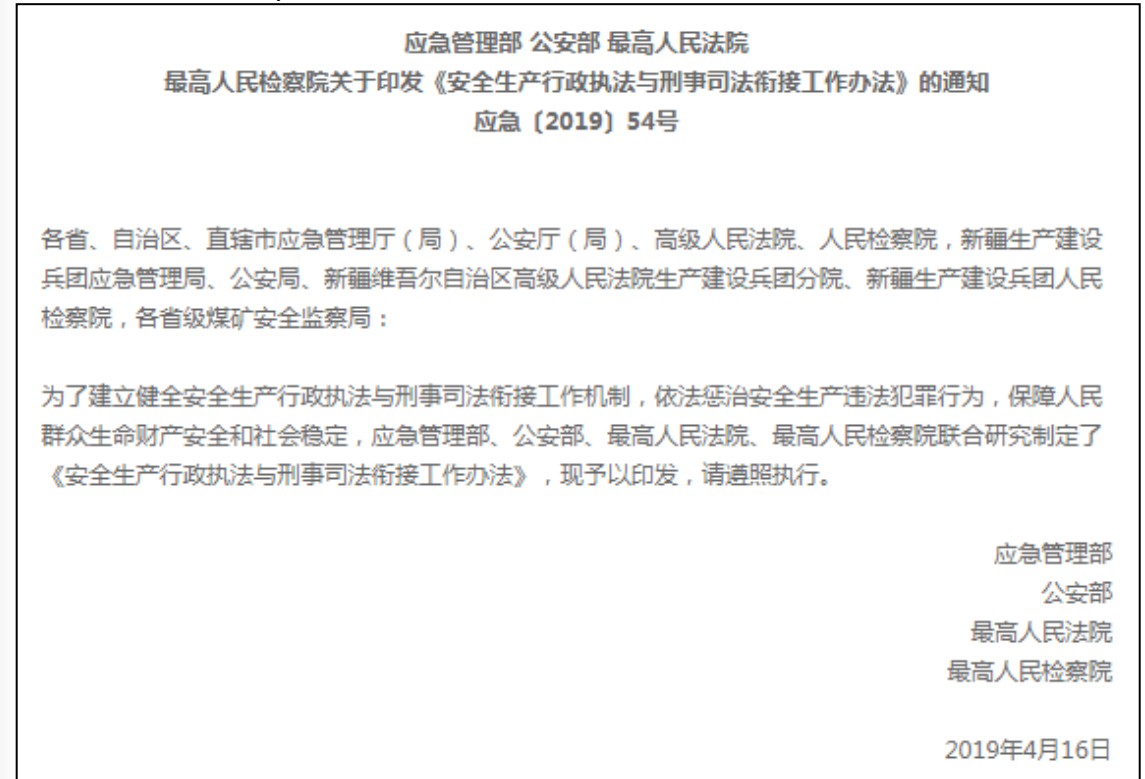 应急管理部 公安部 最高人民法院
最高人民检察院关于印发《安全生产行政执法与刑事司法衔接工作办法》的通知
应急〔2019〕54号
各省、自治区、直辖市应急管理厂(局)、公安厅(局)、高级人民法院、人民检察院,新疆生产建设
兵团应急管理局、公安局、新疆维吾尔自治区高级人民法院生产建设兵团分院、新疆生产建设兵团人民
检察院,各省级煤矿安全监察局:
为了建立健全安全生产行政执法与刑事司法衔接工作机制,依法惩治安全生产违法犯罪行为,保障人民
群众生命财产安全和社会稳定,应急管理部、公安部、最高人民法院、最高人民检察院联合研究制定了
《安全生产行政执法与刑事司法衔接工作办法》,现予以印发,请遵照执行。
应急管理部
公安部
最高人民法院
最高人民检察院
2019年4月16日